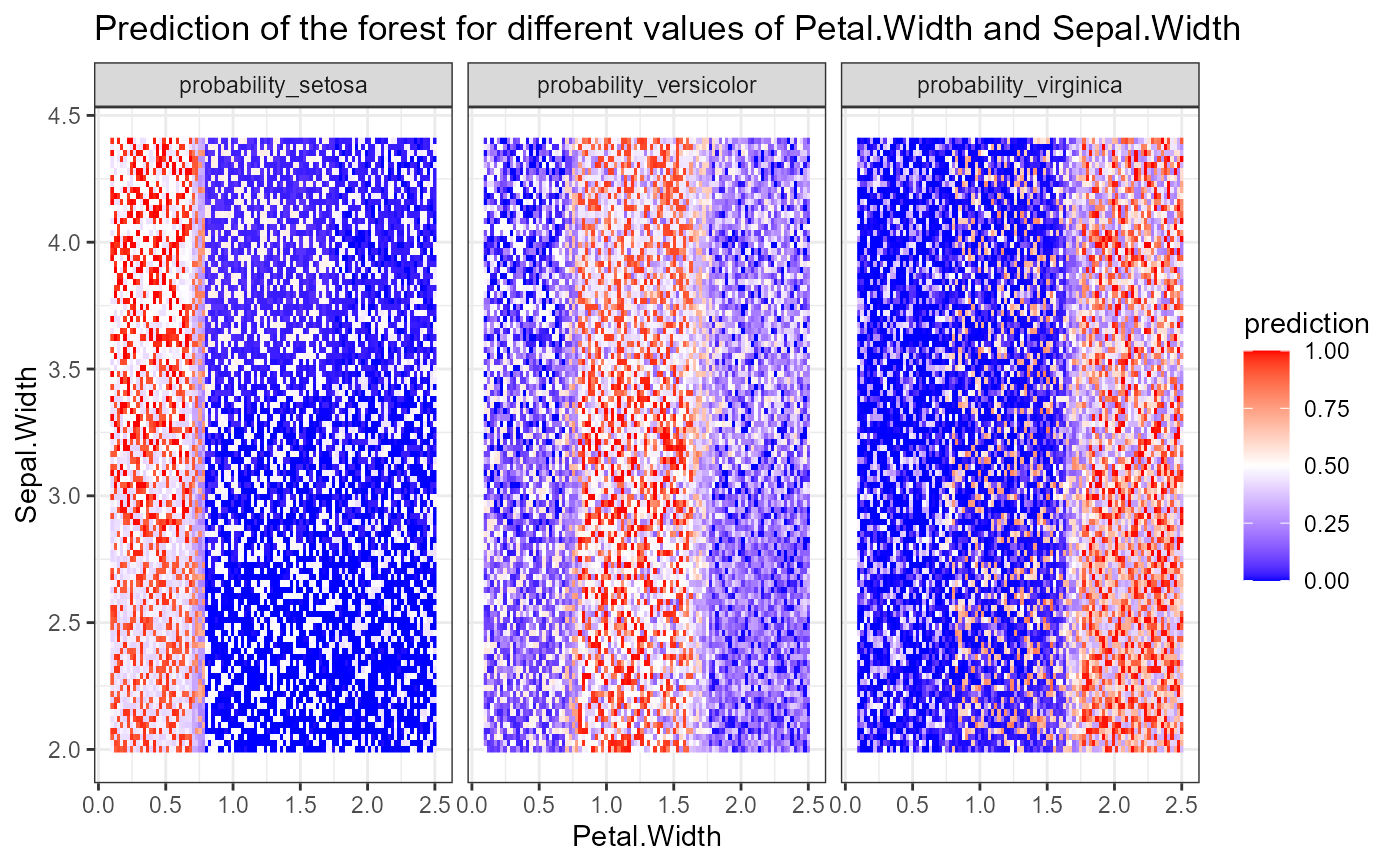 Prediction of the forest for different values of Petal.Width and Sepal.Width
probability_setosa probability_versicolor probability_virginica
4.5
4.0
3.5
3.0
2.5
2.0
Sepal.Width
0.0 0.5 1.0 1.5 2.0 2.5 0.0 0.5 1.0 1.5 2.0 2.5 0.0 0.5 1.0 1.5 2.0 2.5
Petal.Width
prediction
1.00
0.75
0.50
0.25
0.00